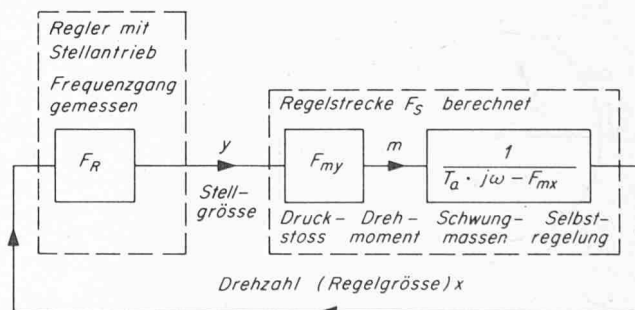 Regler mit
Stellantrieb
Frequenzgang
gemessen
F_R
y
Stell-
grösse
Regelstrecke F_S berechnet
F_my
m
1
T_a · jω – F_mx
Druck-
stoss
Dreh-
moment
Schwung-
massen
Selbst-
regelung
Drehzahl (Regelgrösse) x